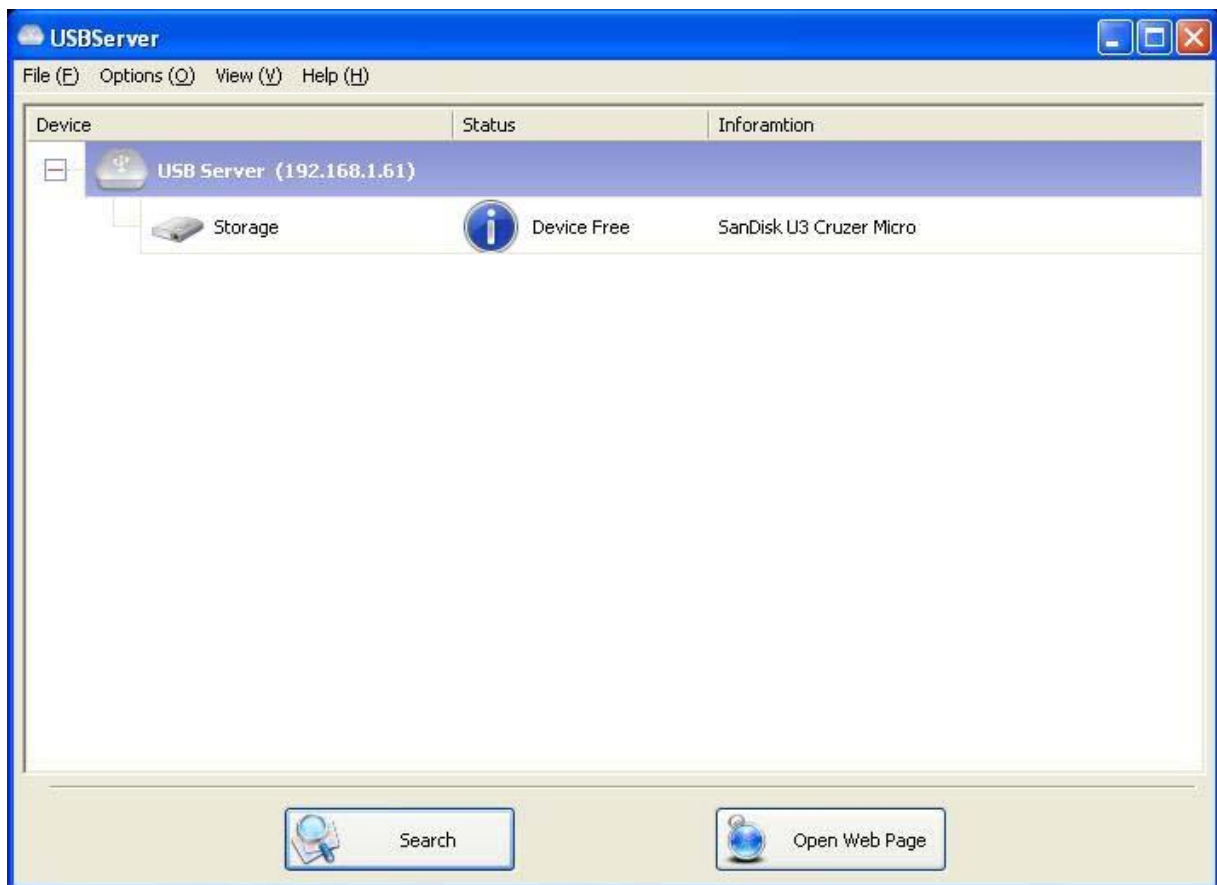 USBServer
File (F) Options (O) View (V) Help (H)
Device Status Inforamtion
USB Server (192.168.1.61)
Storage Device Free SanDisk U3 Cruzer Micro
Search Open Web Page